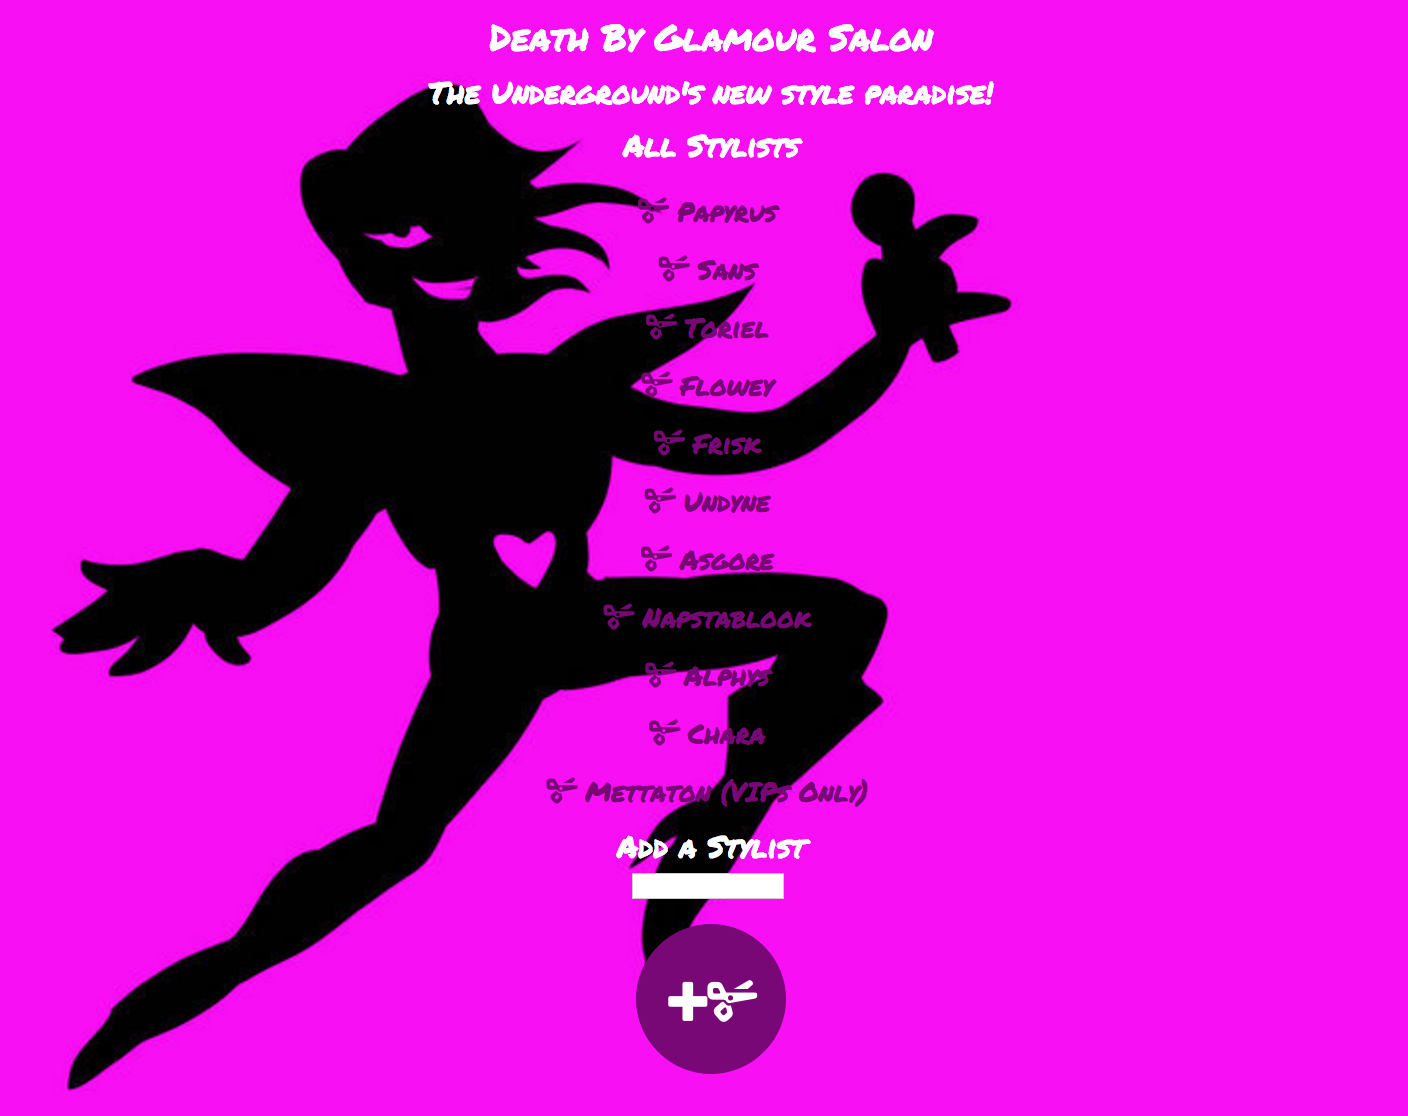 Death By Glamour Salon
The Underground's new style paradise!
All Stylists
Papyrus
Sans
Toriel
Flowey
Frisk
Undyne
Asgore
Napstablook
Alphys
Chara
Mettaton (VIPs Only)
Add a Stylist